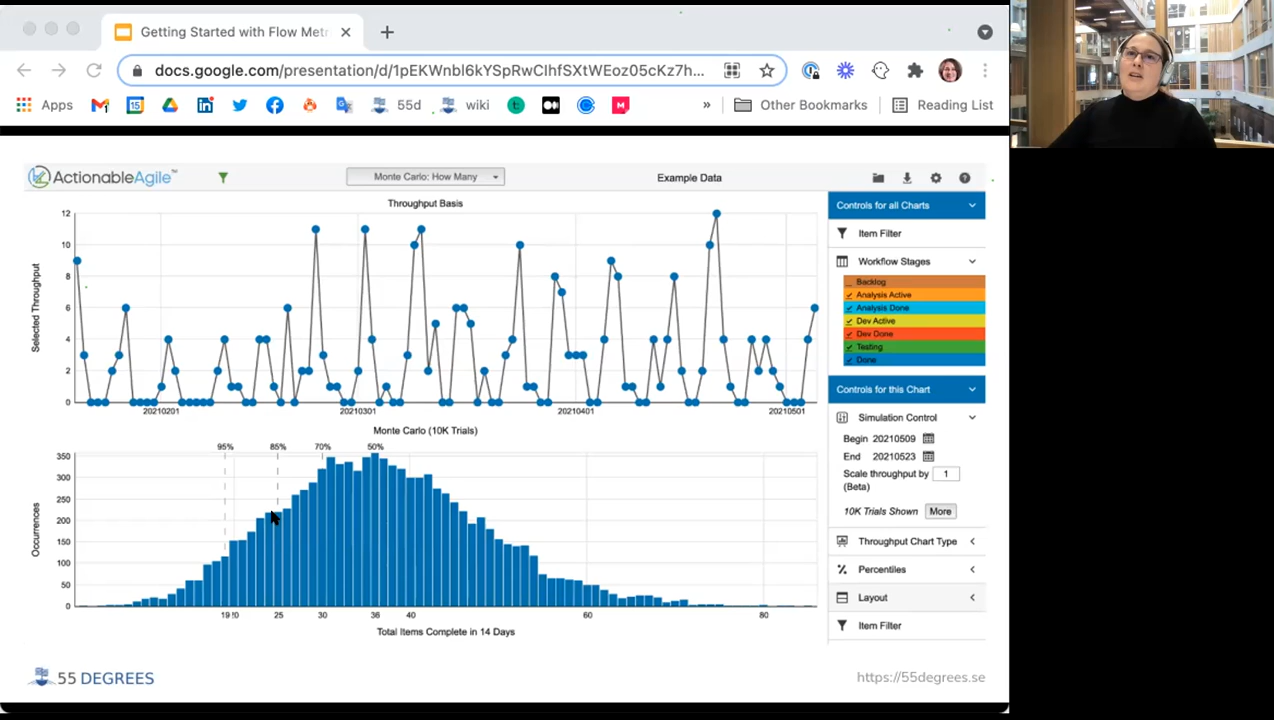 Getting Started with Flow Metr
docs.google.com/presentation/d/1pEKWnbl6kYSpRwClhfSXtWEoz05cKz7h...
Apps
55d
wiki
»
Other Bookmarks
Reading List
ActionableAgile™
Monte Carlo: How Many
Example Data
Throughput Basis
Selected Throughput
12
10
8
6
4
2
0
20210201
20210301
20210401
20210501
Monte Carlo (10K Trials)
95%
85%
70%
50%
Occurrences
350
300
250
200
150
100
50
0
19
25
30
36
40
60
80
Total Items Complete in 14 Days
Controls for all Charts
Item Filter
Workflow Stages
Backlog
Analysis Active
Analysis Done
Dev Active
Dev Done
Testing
Done
Controls for this Chart
Simulation Control
Begin 20210509
End 20210523
Scale throughput by 1
(Beta)
10K Trials Shown More
Throughput Chart Type
Percentiles
Layout
Item Filter
55 DEGREES
https://55degrees.se